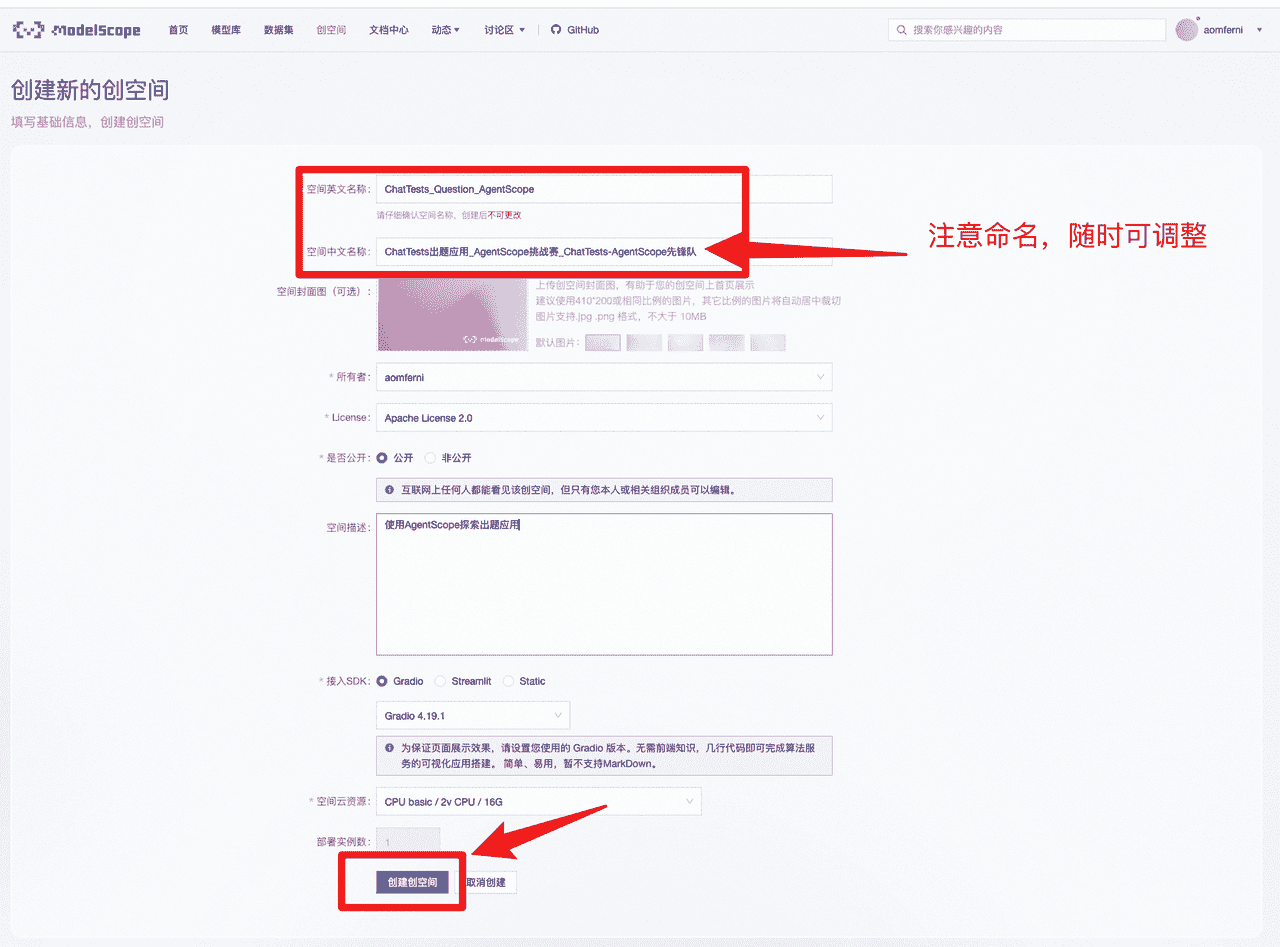 ModelScope 首页 模型库 数据集 创空间 文档中心 动态 讨论区 GitHub 搜索你感兴趣的内容 aomferni
创建新的创空间
填写基础信息，创建创空间
空间英文名称： ChatTests_Question_AgentScope
请仔细确认空间名称，创建后不可更改
注意命名，随时可调整
空间中文名称： ChatTests出题应用_AgentScope挑战赛_ChatTests-AgentScope先锋队
空间封面图（可选）： 上传创空间封面图，有助于您的创空间上首页展示
建议使用410*200或相同比例的图片，其它比例的图片将自动居中裁切
图片支持.jpg .png 格式，不大于 10MB
ModelScope 默认图片：
* 所有者： aomferni
* License： Apache License 2.0
* 是否公开： 公开 非公开
互联网上任何人都能看见该创空间，但只有您本人或相关组织成员可以编辑。
空间描述： 使用AgentScope探索出题应用
* 接入SDK： Gradio Streamlit Static
Gradio 4.19.1
为保证页面展示效果，请设置您使用的 Gradio 版本。无需前端知识，几行代码即可完成算法服
务的可视化应用搭建。 简单、易用，暂不支持MarkDown。
* 空间云资源： CPU basic / 2v CPU / 16G
部署实例数： 1
创建创空间 取消创建